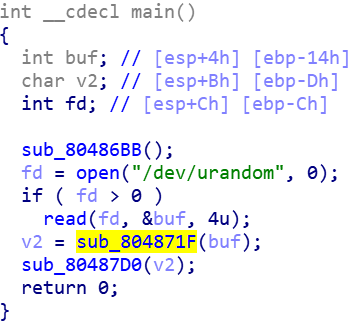 int __cdecl main()
{
  int buf; // [esp+4h] [ebp-14h]
  char v2; // [esp+Bh] [ebp-Dh]
  int fd; // [esp+Ch] [ebp-Ch]

  sub_80486BB();
  fd = open("/dev/urandom", 0);
  if ( fd > 0 )
    read(fd, &buf, 4u);
  v2 = sub_804871F(buf);
  sub_80487D0(v2);
  return 0;
}